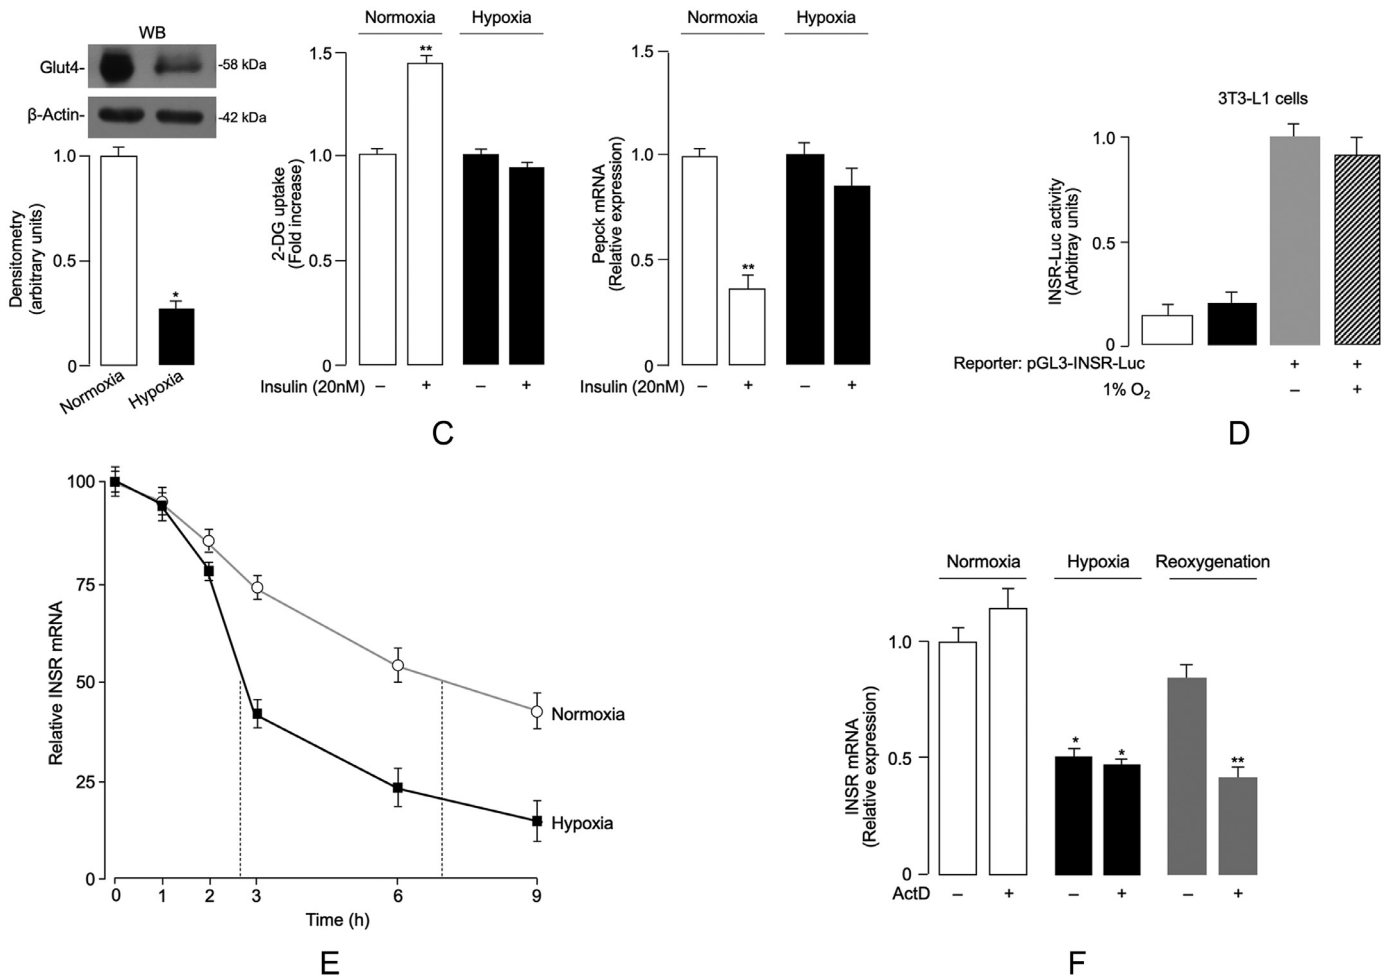 WB
Glut4-
-58 kDa
β-Actin-
-42 kDa
1.0
0.5
0
Densitometry
(arbitrary units)
*
Normoxia
Hypoxia
Normoxia
Hypoxia
1.5
1.0
0.5
0
2-DG uptake
(Fold increase)
**
Insulin (20nM) – + – +
Normoxia
Hypoxia
1.5
1.0
0.5
0
Pepck mRNA
(Relative expression)
**
Insulin (20nM) – + – +
C
3T3-L1 cells
1.0
0.5
0
INSR-Luc activity
(Arbitray units)
Reporter: pGL3-INSR-Luc + +
1% O2 – +
D
100
75
50
25
0
Relative INSR mRNA
Normoxia
Hypoxia
0 1 2 3 6 9
Time (h)
E
Normoxia
Hypoxia
Reoxygenation
1.0
0.5
0
INSR mRNA
(Relative expression)
*
*
**
ActD – + – + – +
F